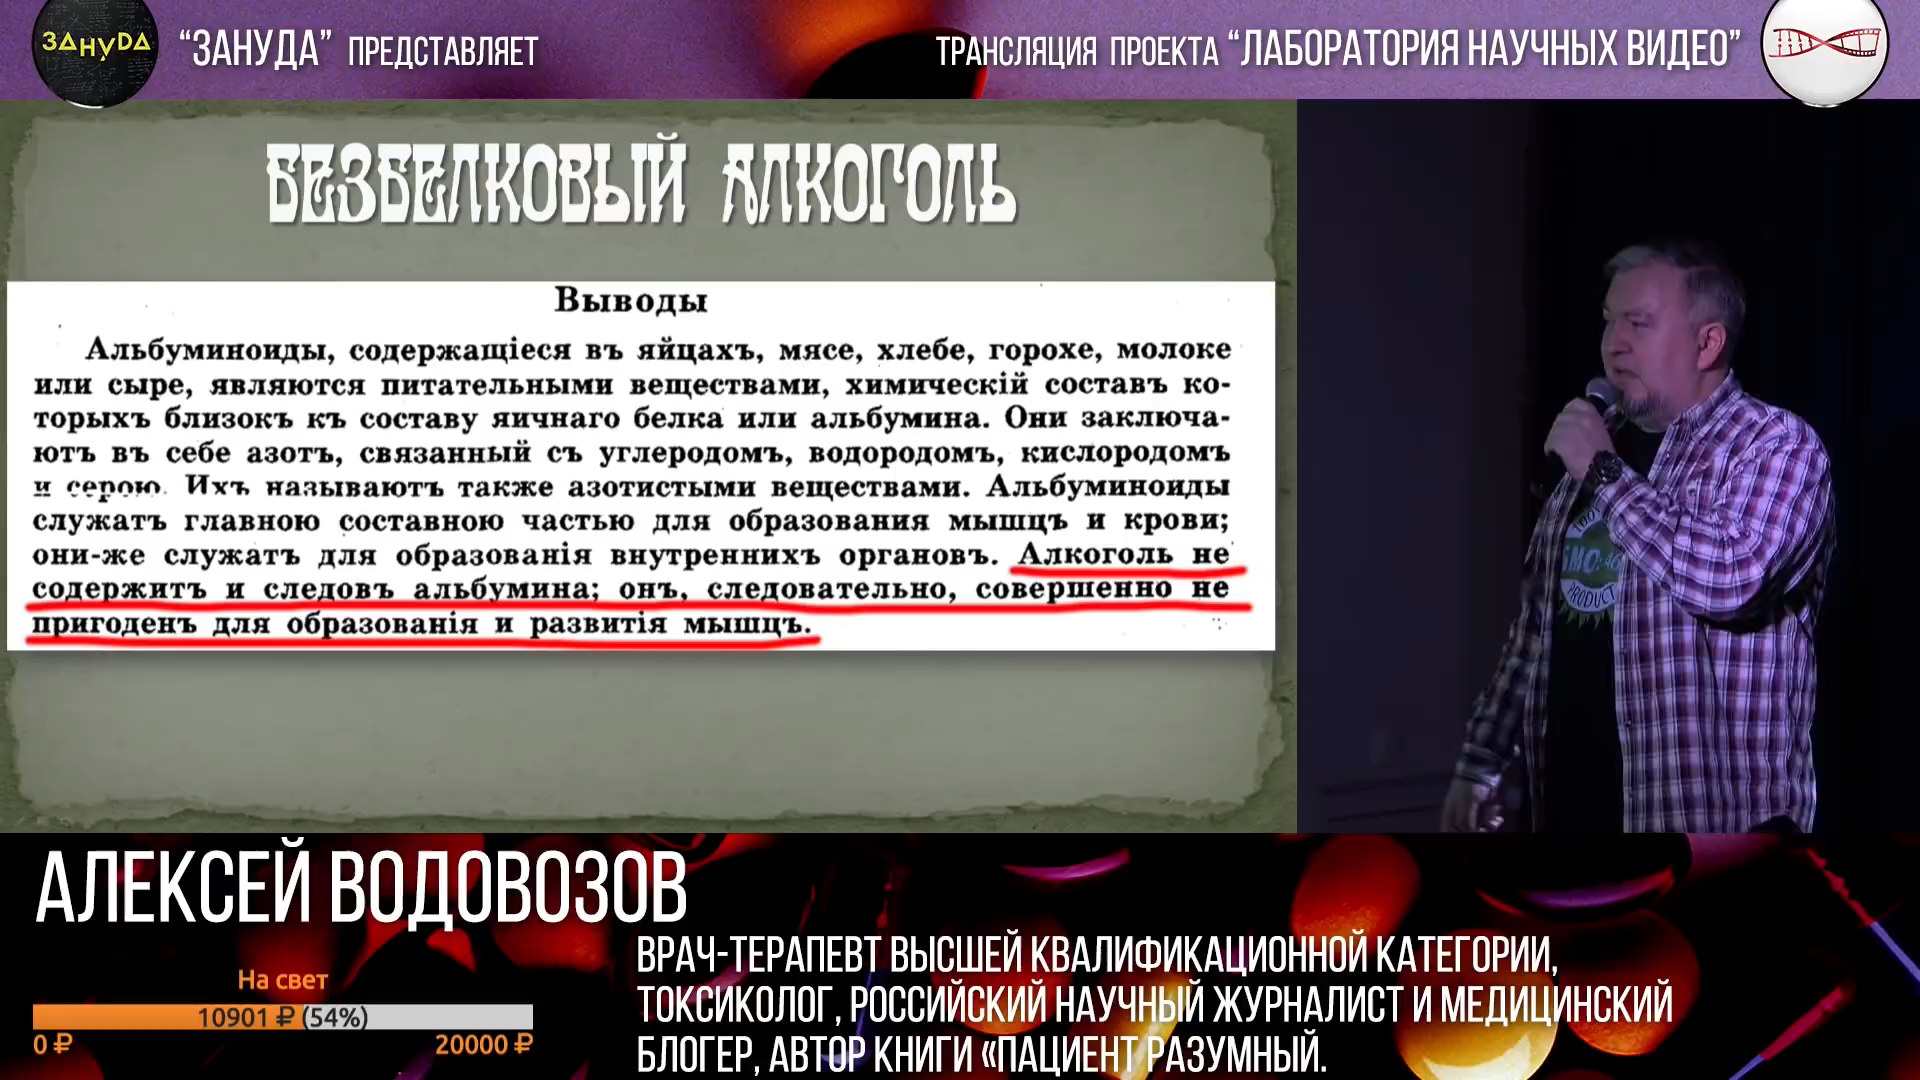 ЗАНУДА
“ЗАНУДА” ПРЕДСТАВЛЯЕТ
ТРАНСЛЯЦИЯ ПРОЕКТА “ЛАБОРАТОРИЯ НАУЧНЫХ ВИДЕО”
БЕЗБЕЛКОВЫЙ АЛКОГОЛЬ
Выводы
Альбуминоиды, содержащіеся въ яйцахъ, мясе, хлебе, горохе, молоке
или сыре, являются питательными веществами, химическій составъ ко-
торыхъ близокъ къ составу яичнаго белка или альбумина. Они заключа-
ютъ въ себе азотъ, связанный съ углеродомъ, водородомъ, кислородомъ
и серою. Ихъ называютъ также азотистыми веществами. Альбуминоиды
служатъ главною составною частью для образования мышцъ и крови;
они-же служатъ для образованія внутреннихъ органовъ. Алкоголь не
содержитъ и следовъ альбумина; онъ, следовательно, совершенно не
пригоденъ для образованія и развитія мышцъ.
100%
GMO:
PRODUCT
АЛЕКСЕЙ ВОДОВОЗОВ
ВРАЧ-ТЕРАПЕВТ ВЫСШЕЙ КВАЛИФИКАЦИОННОЙ КАТЕГОРИИ,
ТОКСИКОЛОГ, РОССИЙСКИЙ НАУЧНЫЙ ЖУРНАЛИСТ И МЕДИЦИНСКИЙ
БЛОГЕР, АВТОР КНИГИ «ПАЦИЕНТ РАЗУМНЫЙ.
На свет
10901 ₽ (54%)
0 ₽ 20000 ₽